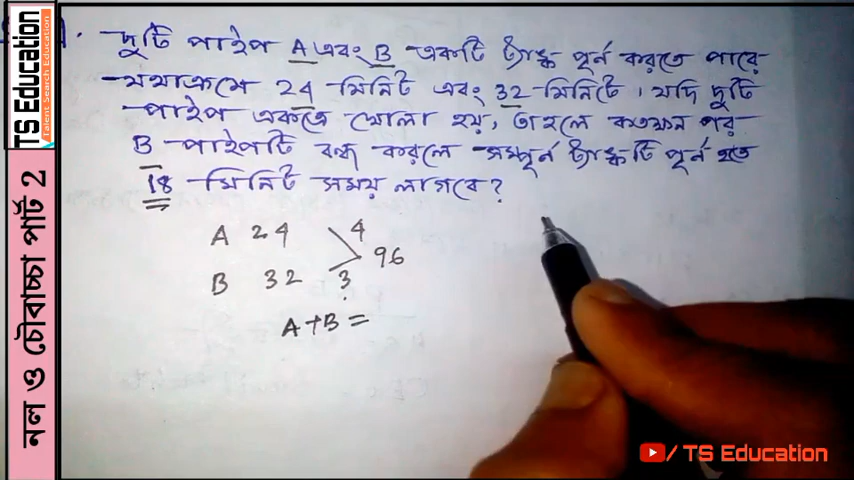 TS Education
Talent Search Education
নল ও চৌবাচ্চা পার্ট 2
দুটি পাইপ A এবং B একটি ট্যাঙ্ক পূর্ন করতে পারে
যথাক্রমে 24 মিনিট এবং 32 মিনিটে। যদি দুটি
পাইপ একত্রে খোলা হয়, তাহলে কতক্ষন পর
B পাইপটি বন্ধ করলে সম্পূর্ন ট্যাঙ্কটি পূর্ন হতে
18 মিনিট সময় লাগবে?
A 24 4
96
B 32 3
A+B =
/ TS Education